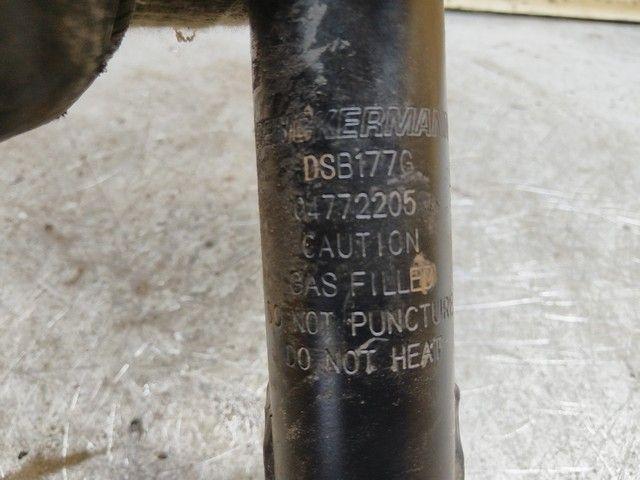 DSB177G
04772205
CAUTION
GAS FILLED
DO NOT PUNCTURE
DO NOT HEAT